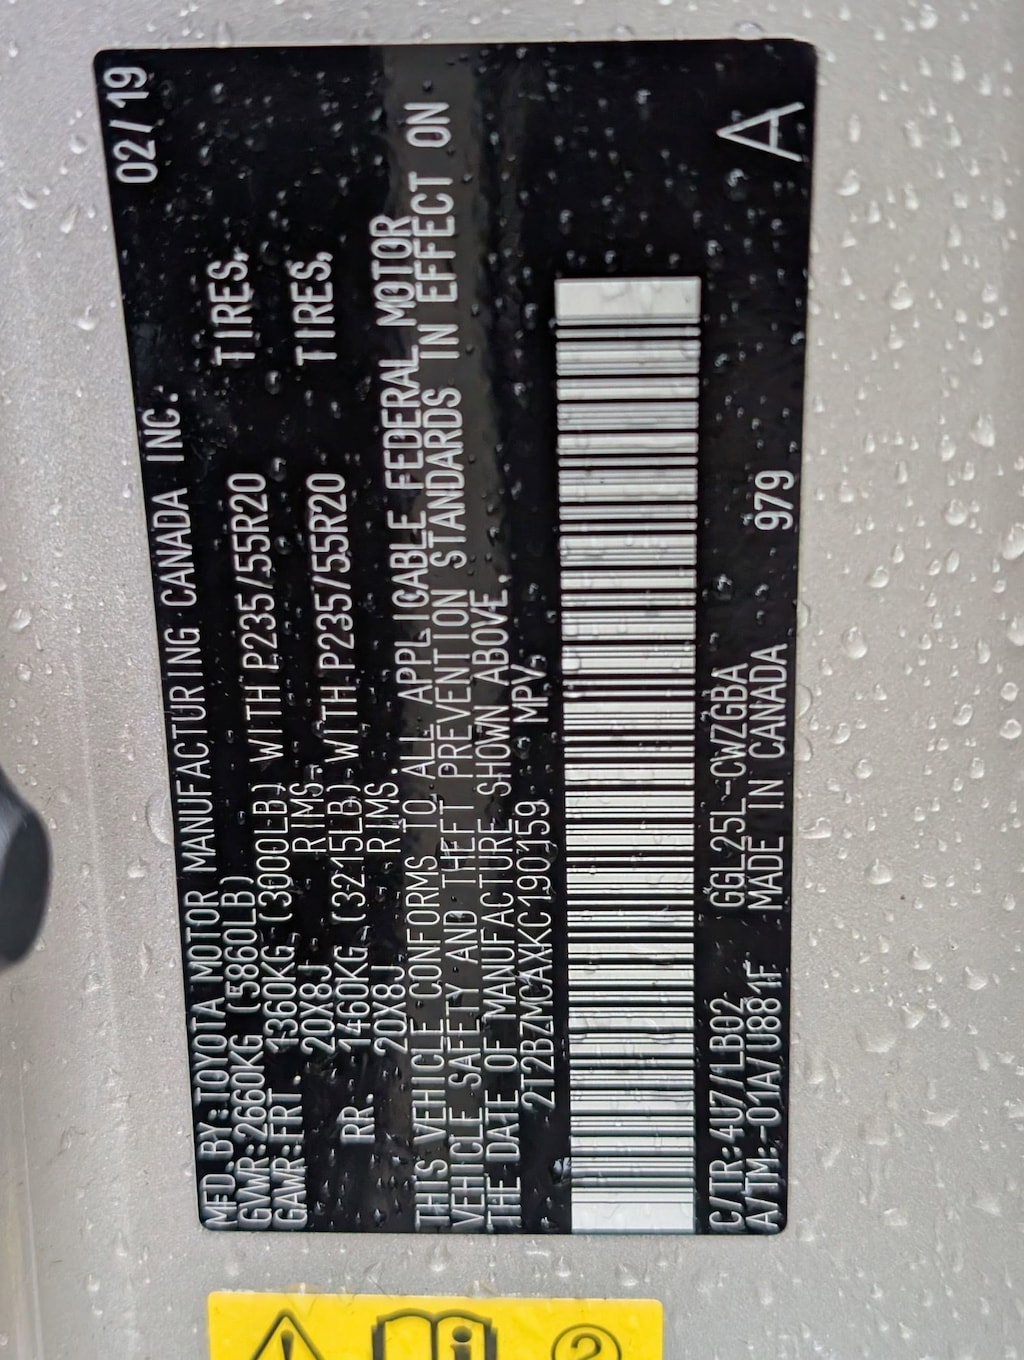 MFD.BY:TOYOTA MOTOR MANUFACTURING CANADA INC. 02/19
GVWR:2660KG (5860LB)
GAWR:FRT. 1360KG (3000LB) WITH P235/55R20 TIRES,
20X8J RIMS,
RR. 1460KG (3215LB) WITH P235/55R20 TIRES,
20X8J RIMS.
THIS VEHICLE CONFORMS TO ALL APPLICABLE FEDERAL MOTOR
VEHICLE SAFETY AND THEFT PREVENTION STANDARDS IN EFFECT ON
THE DATE OF MANUFACTURE SHOWN ABOVE.
2T2BZMCAXKC190159 MPV
C/TR:4U7/LB02 GGL25L-CWZGBA
A/TM:-01A/0881F MADE IN CANADA 979 A